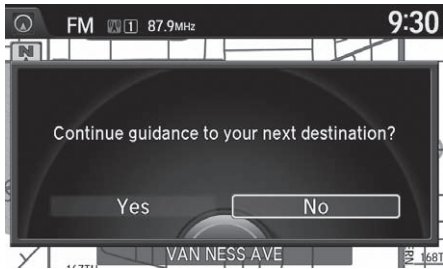 FM 1 87.9MHz 9:30
N
Continue guidance to your next destination?
Yes No
VAN NESS AVE